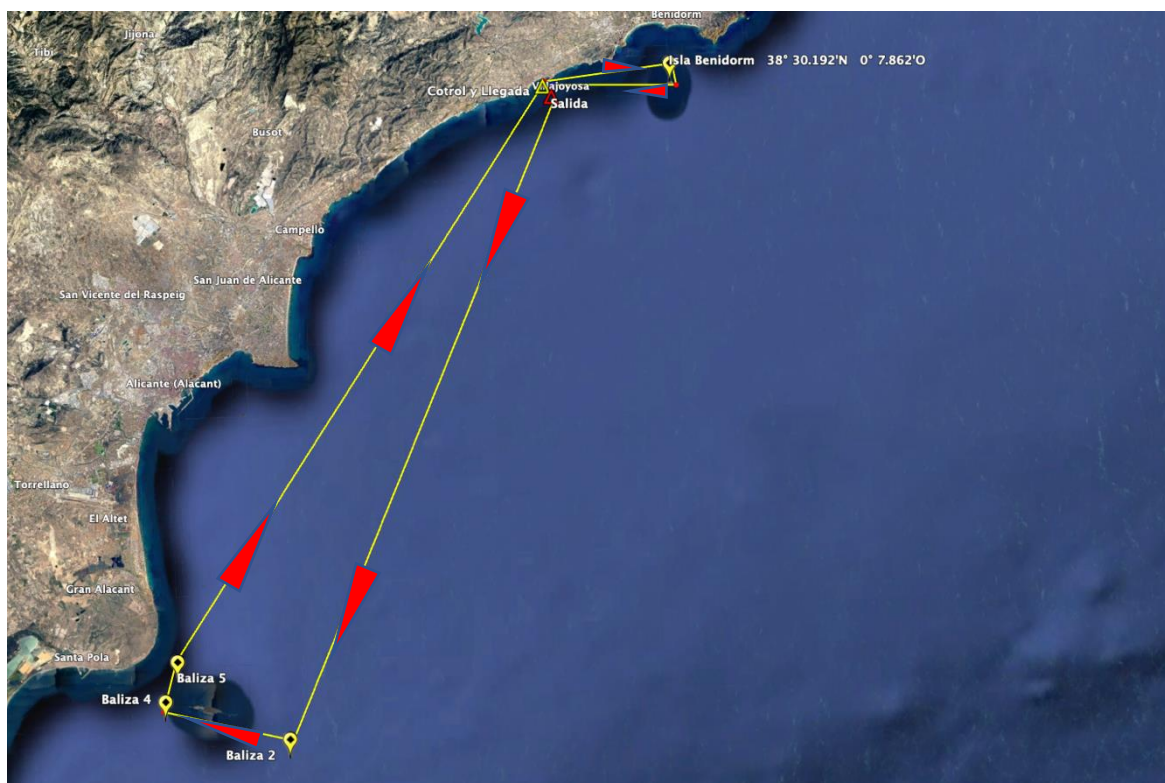 Benidorm
Jijona
Tibi
Isla Benidorm 38° 30.192'N 0° 7.862'O
Cotrol y Llegada
Villajoyosa
Salida
Busot
Campello
San Juan de Alicante
San Vicente del Raspeig
Alicante (Alacant)
Torrellano
El Altet
Gran Alacant
Santa Pola
Baliza 5
Baliza 4
Baliza 2